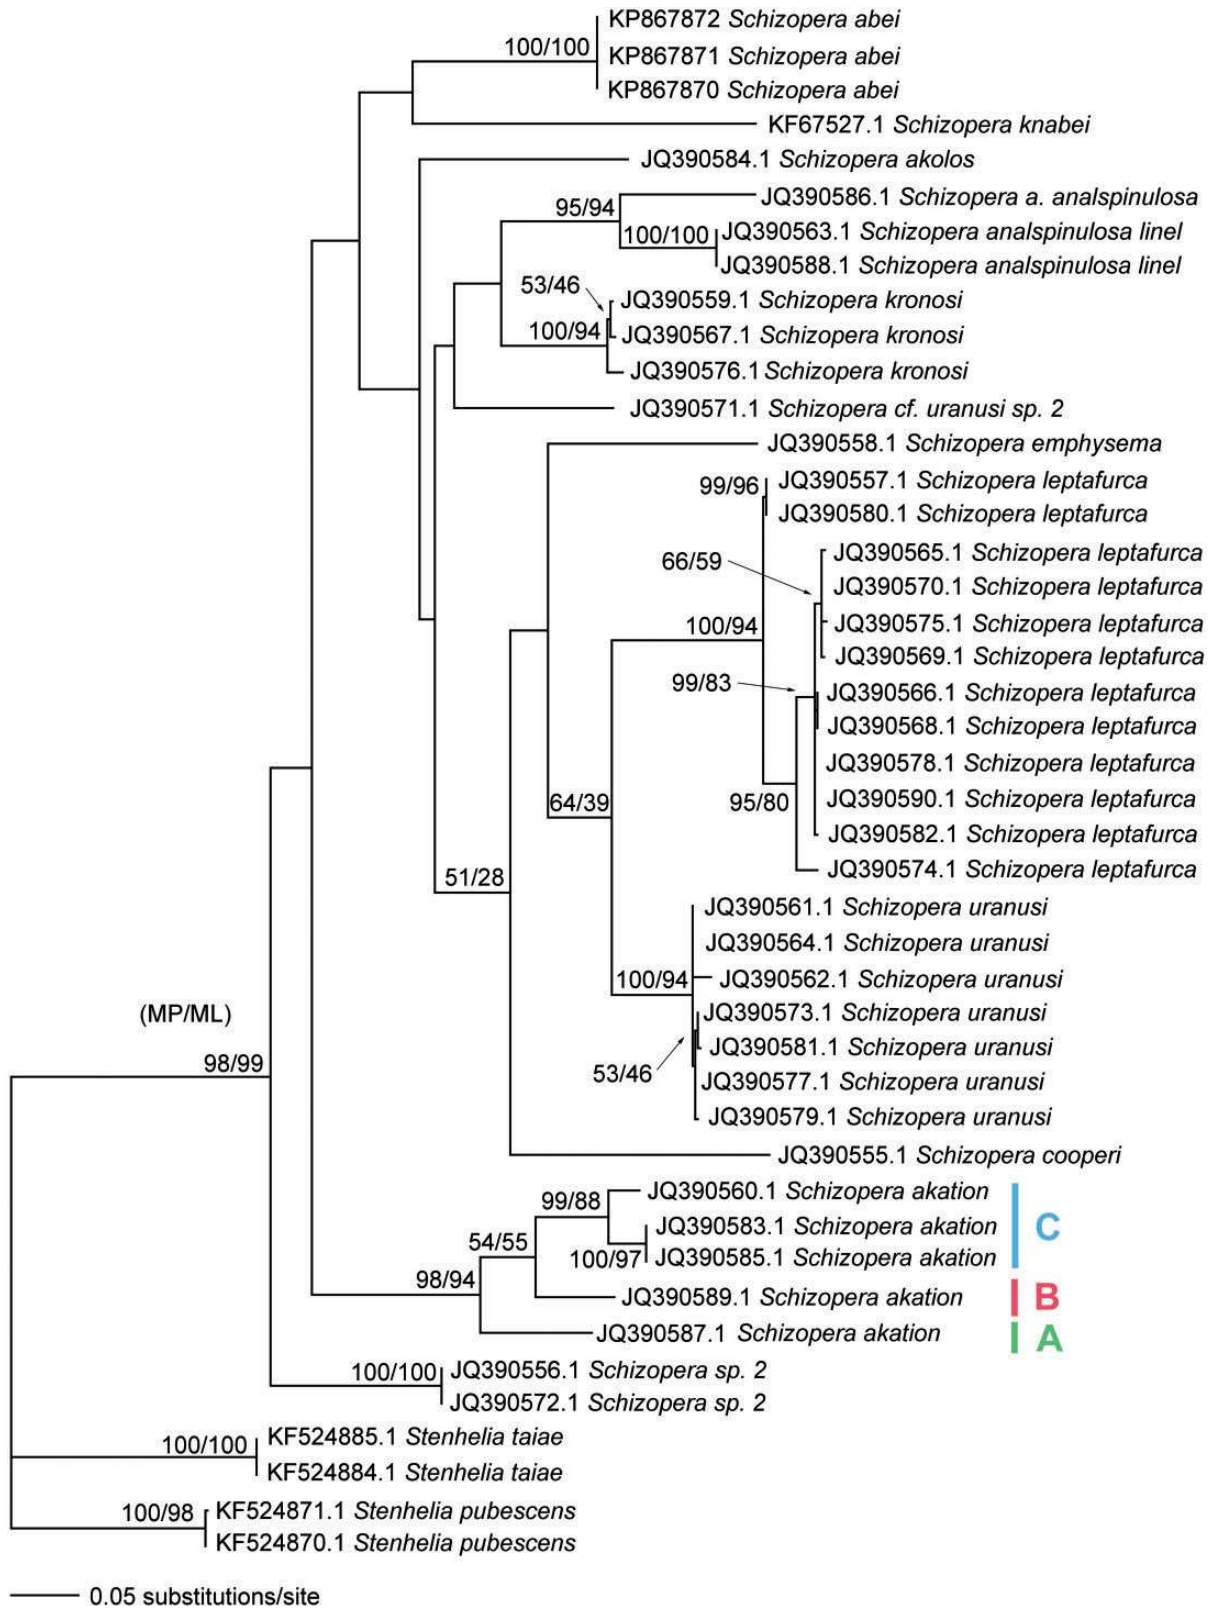 KP867872 Schizopera abei
100/100
KP867871 Schizopera abei
KP867870 Schizopera abei
KF67527.1 Schizopera knabei
JQ390584.1 Schizopera akolos
JQ390586.1 Schizopera a. analspinulosa
95/94
100/100
JQ390563.1 Schizopera analspinulosa linel
JQ390588.1 Schizopera analspinulosa linel
53/46
JQ390559.1 Schizopera kronosi
100/94
JQ390567.1 Schizopera kronosi
JQ390576.1 Schizopera kronosi
JQ390571.1 Schizopera cf. uranusi sp. 2
JQ390558.1 Schizopera emphysema
99/96
JQ390557.1 Schizopera leptafurca
JQ390580.1 Schizopera leptafurca
66/59
JQ390565.1 Schizopera leptafurca
JQ390570.1 Schizopera leptafurca
100/94
JQ390575.1 Schizopera leptafurca
JQ390569.1 Schizopera leptafurca
99/83
JQ390566.1 Schizopera leptafurca
JQ390568.1 Schizopera leptafurca
JQ390578.1 Schizopera leptafurca
64/39
95/80
JQ390590.1 Schizopera leptafurca
JQ390582.1 Schizopera leptafurca
51/28
JQ390574.1 Schizopera leptafurca
JQ390561.1 Schizopera uranusi
JQ390564.1 Schizopera uranusi
100/94
JQ390562.1 Schizopera uranusi
(MP/ML)
JQ390573.1 Schizopera uranusi
98/99
JQ390581.1 Schizopera uranusi
53/46
JQ390577.1 Schizopera uranusi
JQ390579.1 Schizopera uranusi
JQ390555.1 Schizopera cooperi
99/88
JQ390560.1 Schizopera akation
54/55
JQ390583.1 Schizopera akation
C
100/97
JQ390585.1 Schizopera akation
98/94
JQ390589.1 Schizopera akation
B
JQ390587.1 Schizopera akation
A
100/100
JQ390556.1 Schizopera sp. 2
JQ390572.1 Schizopera sp. 2
100/100
KF524885.1 Stenhelia taiae
KF524884.1 Stenhelia taiae
100/98
KF524871.1 Stenhelia pubescens
KF524870.1 Stenhelia pubescens
0.05 substitutions/site